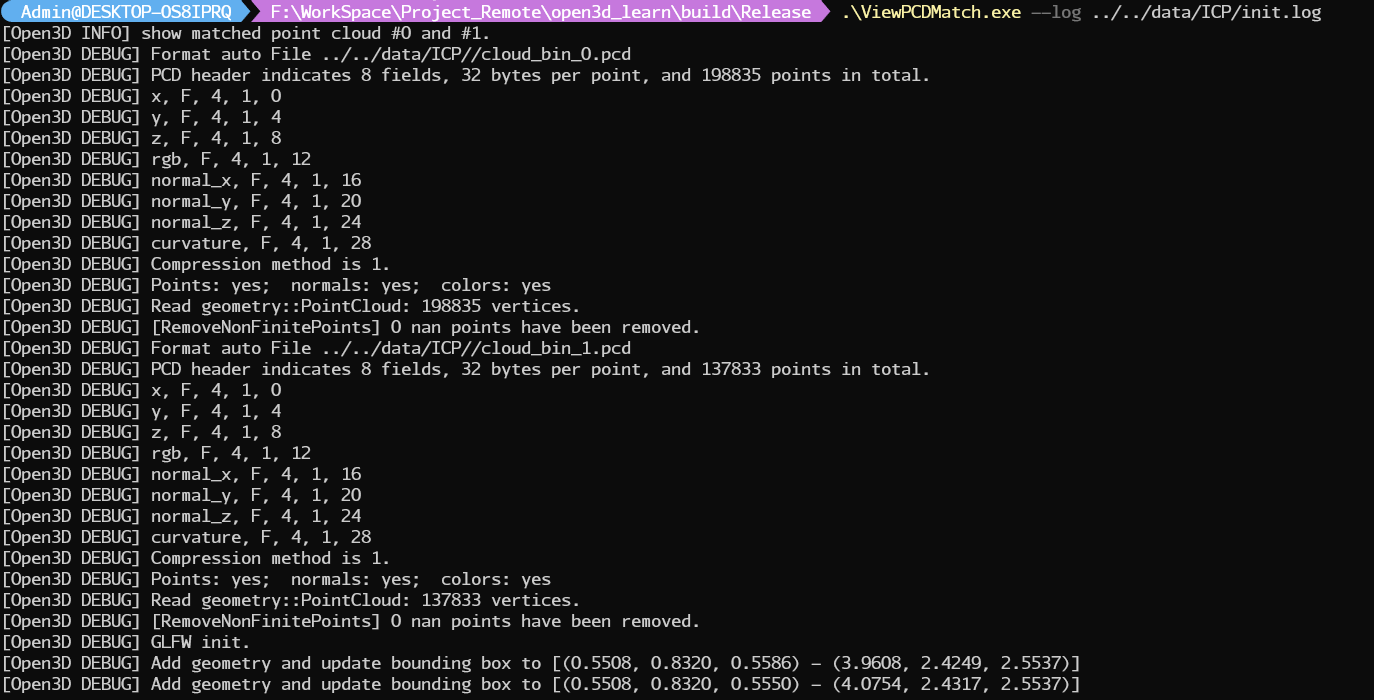 Admin@DESKTOP-OS8IPRQ F:\WorkSpace\Project_Remote\open3d_learn\build\Release .\ViewPCDMatch.exe --log ../../data/ICP/init.log
[Open3D INFO] show matched point cloud #0 and #1.
[Open3D DEBUG] Format auto File ../../data/ICP//cloud_bin_0.pcd
[Open3D DEBUG] PCD header indicates 8 fields, 32 bytes per point, and 198835 points in total.
[Open3D DEBUG] x, F, 4, 1, 0
[Open3D DEBUG] y, F, 4, 1, 4
[Open3D DEBUG] z, F, 4, 1, 8
[Open3D DEBUG] rgb, F, 4, 1, 12
[Open3D DEBUG] normal_x, F, 4, 1, 16
[Open3D DEBUG] normal_y, F, 4, 1, 20
[Open3D DEBUG] normal_z, F, 4, 1, 24
[Open3D DEBUG] curvature, F, 4, 1, 28
[Open3D DEBUG] Compression method is 1.
[Open3D DEBUG] Points: yes;  normals: yes;  colors: yes
[Open3D DEBUG] Read geometry::PointCloud: 198835 vertices.
[Open3D DEBUG] [RemoveNonFinitePoints] 0 nan points have been removed.
[Open3D DEBUG] Format auto File ../../data/ICP//cloud_bin_1.pcd
[Open3D DEBUG] PCD header indicates 8 fields, 32 bytes per point, and 137833 points in total.
[Open3D DEBUG] x, F, 4, 1, 0
[Open3D DEBUG] y, F, 4, 1, 4
[Open3D DEBUG] z, F, 4, 1, 8
[Open3D DEBUG] rgb, F, 4, 1, 12
[Open3D DEBUG] normal_x, F, 4, 1, 16
[Open3D DEBUG] normal_y, F, 4, 1, 20
[Open3D DEBUG] normal_z, F, 4, 1, 24
[Open3D DEBUG] curvature, F, 4, 1, 28
[Open3D DEBUG] Compression method is 1.
[Open3D DEBUG] Points: yes;  normals: yes;  colors: yes
[Open3D DEBUG] Read geometry::PointCloud: 137833 vertices.
[Open3D DEBUG] [RemoveNonFinitePoints] 0 nan points have been removed.
[Open3D DEBUG] GLFW init.
[Open3D DEBUG] Add geometry and update bounding box to [(0.5508, 0.8320, 0.5586) - (3.9608, 2.4249, 2.5537)]
[Open3D DEBUG] Add geometry and update bounding box to [(0.5508, 0.8320, 0.5550) - (4.0754, 2.4317, 2.5537)]